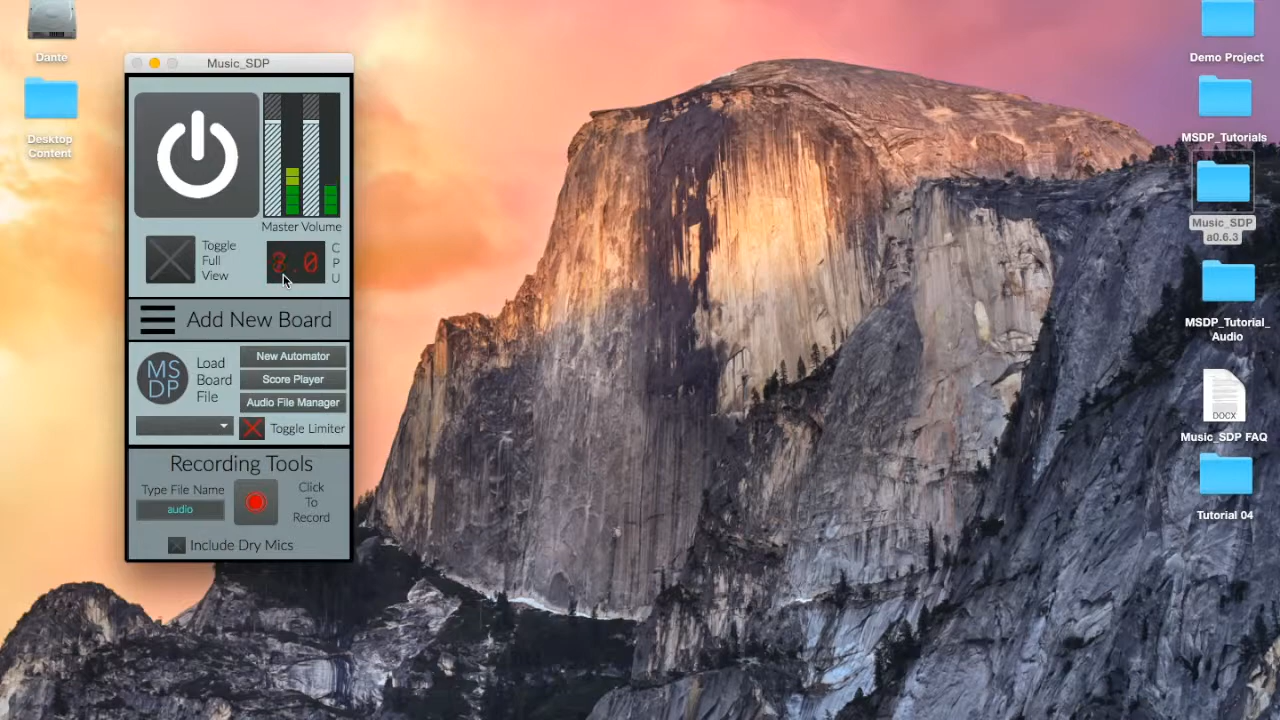 Dante
Desktop
Content
Music_SDP
Master Volume
Toggle
Full
View
C
P
U
Add New Board
MS
DP
Load
Board
File
New Automator
Score Player
Audio File Manager
Toggle Limiter
Recording Tools
Type File Name
audio
Click
To
Record
Include Dry Mics
Demo Project
MSDP_Tutorials
Music_SDP
a0.6.3
MSDP_Tutorial_
Audio
DOCX
Music_SDP FAQ
Tutorial 04